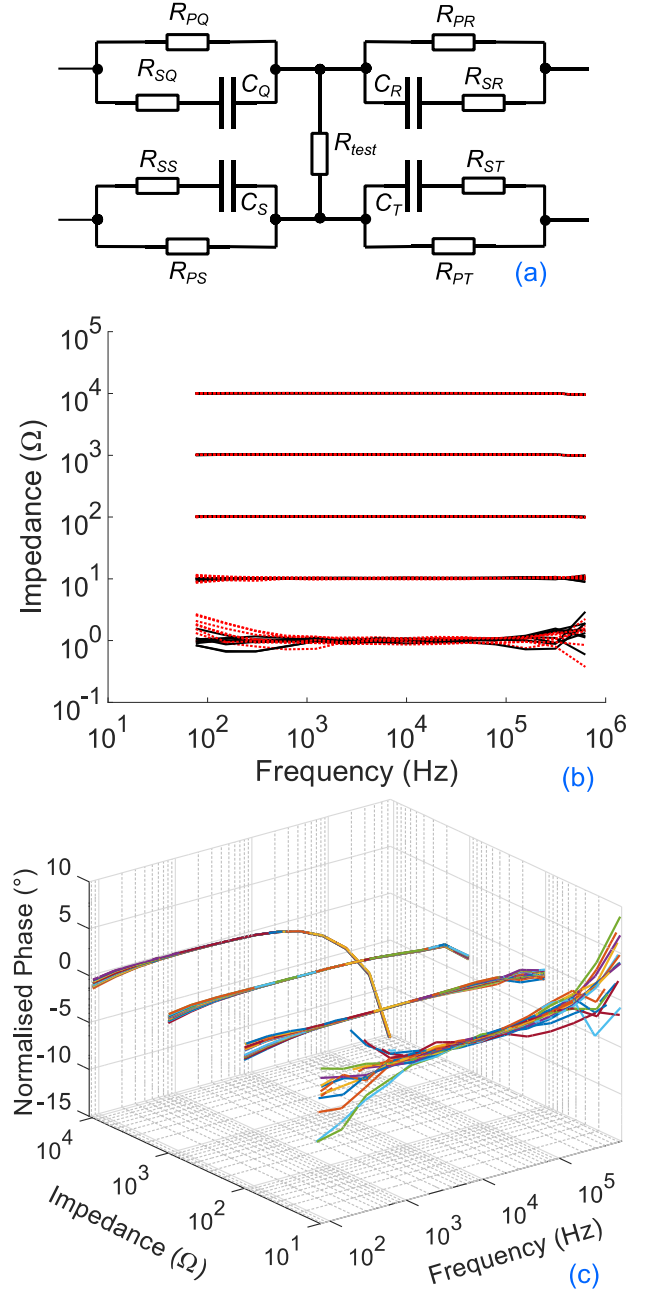 R_PQ R_PR
R_SQ C_Q C_R R_SR
R_test
R_SS C_S C_T R_ST
R_PS R_PT
(a)
Impedance (Ω)
10^5
10^4
10^3
10^2
10^1
10^0
10^-1
10^1 10^2 10^3 10^4 10^5 10^6
Frequency (Hz)
(b)
Normalised Phase (°)
10
5
0
-5
-10
-15
10^4 10^3 10^2 10^1
Impedance (Ω)
10^2 10^3 10^4 10^5
Frequency (Hz)
(c)